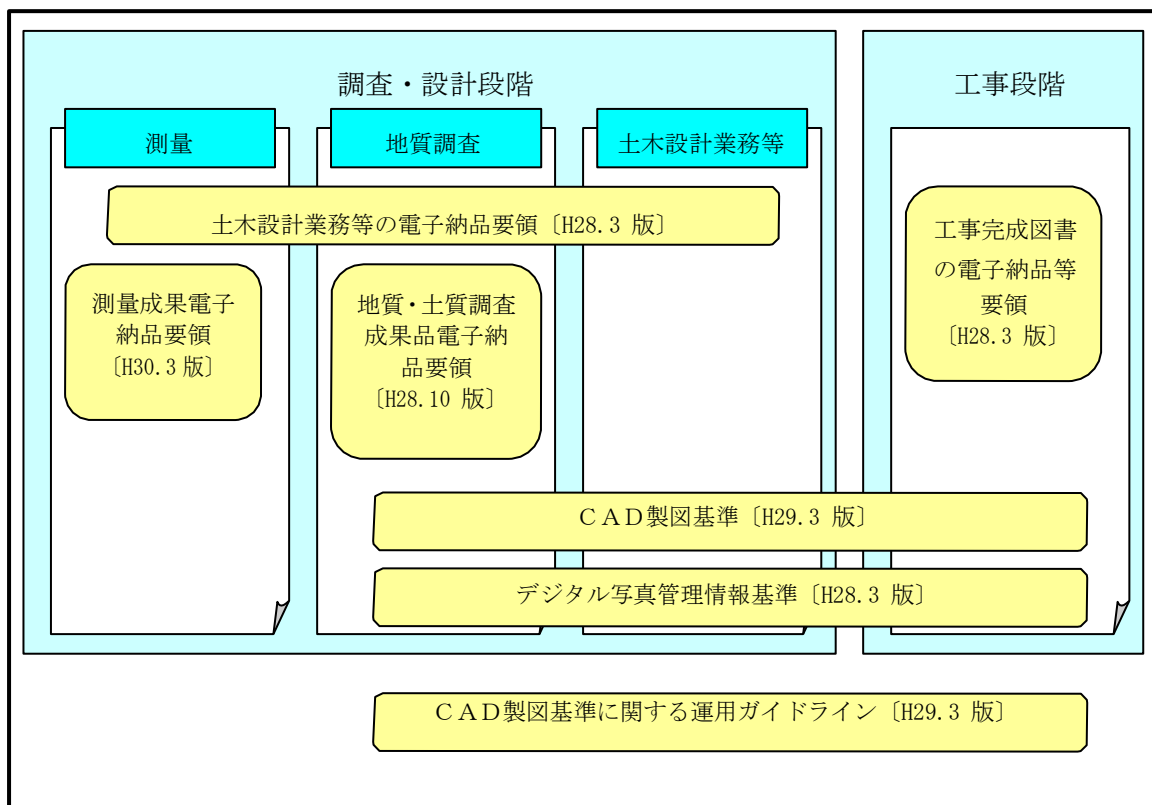 調査・設計段階
工事段階
測量
地質調査
土木設計業務等
土木設計業務等の電子納品要領〔H28.3 版〕
測量成果電子
納品要領
〔H30.3 版〕
地質・土質調査
成果品電子納
品要領
〔H28.10 版〕
工事完成図書
の電子納品等
要領
〔H28.3 版〕
ＣＡＤ製図基準〔H29.3 版〕
デジタル写真管理情報基準〔H28.3 版〕
ＣＡＤ製図基準に関する運用ガイドライン〔H29.3 版〕